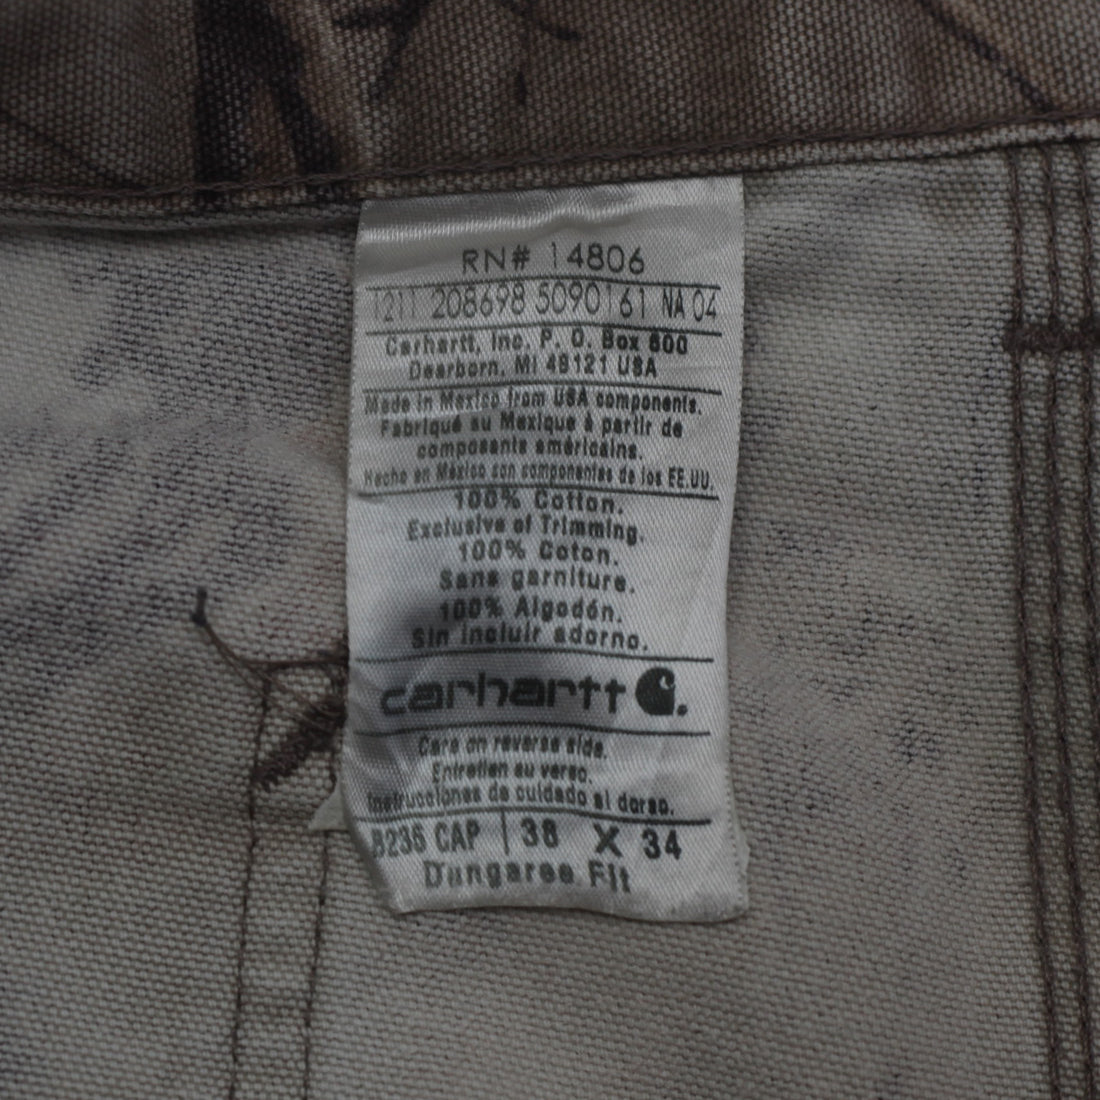 RN# 14806
1211 208698 5090161 NA 04
Carhartt, Inc. P. O. Box 600
Dearborn, MI 48121 USA
Made in Mexico from USA components.
Fabriqué au Mexique à partir de
composants américains.
Hecho en México con componentes de los EE.UU.
100% Cotton.
Exclusive of Trimming.
100% Coton.
Sans garniture.
100% Algodón.
Sin incluir adorno.
carhartt
Care on reverse side.
Entretien au verso.
Instrucciones de cuidado al dorso.
B236 CAP 38 X 34
Dungaree Fit